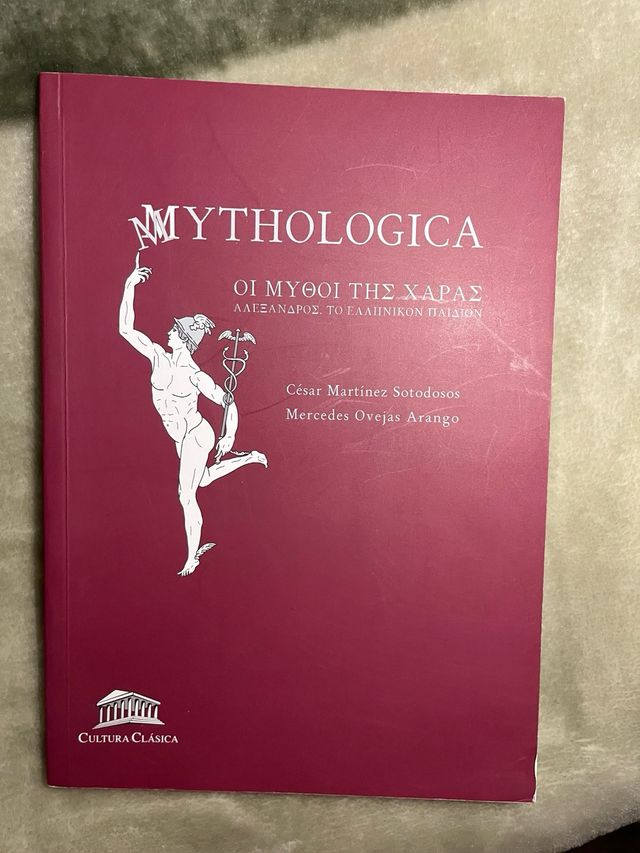 MYTHOLOGICA
ΟΙ ΜΥΘΟΙ ΤΗΣ ΧΑΡΑΣ
ΑΛΕΞΑΝΔΡΟΣ. ΤΟ ΕΛΛΗΝΙΚΟΝ ΠΑΙΔΙΟΝ
César Martínez Sotodosos
Mercedes Ovejas Arango
CULTURA CLÁSICA